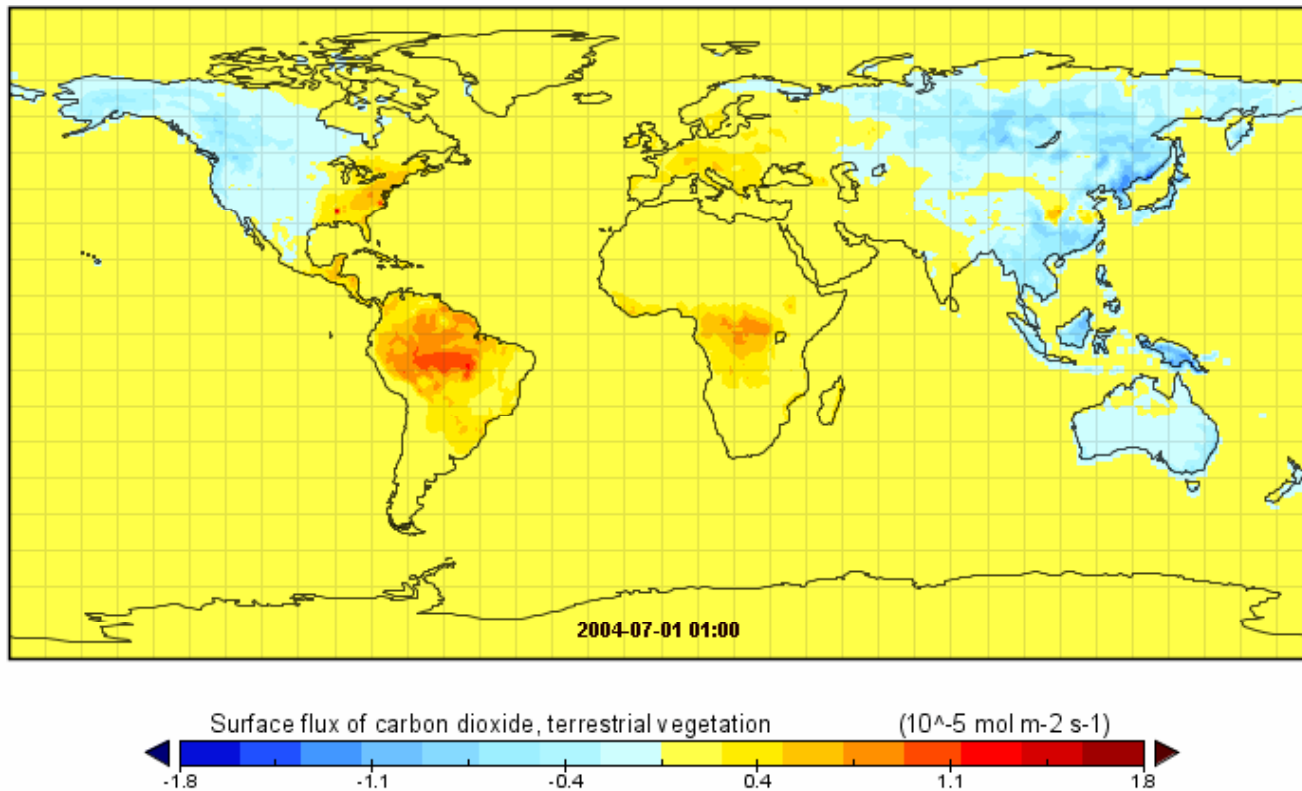 2004-07-01 01:00
Surface flux of carbon dioxide, terrestrial vegetation (10^-5 mol m-2 s-1)
-1.8 -1.1 -0.4 0.4 1.1 1.8